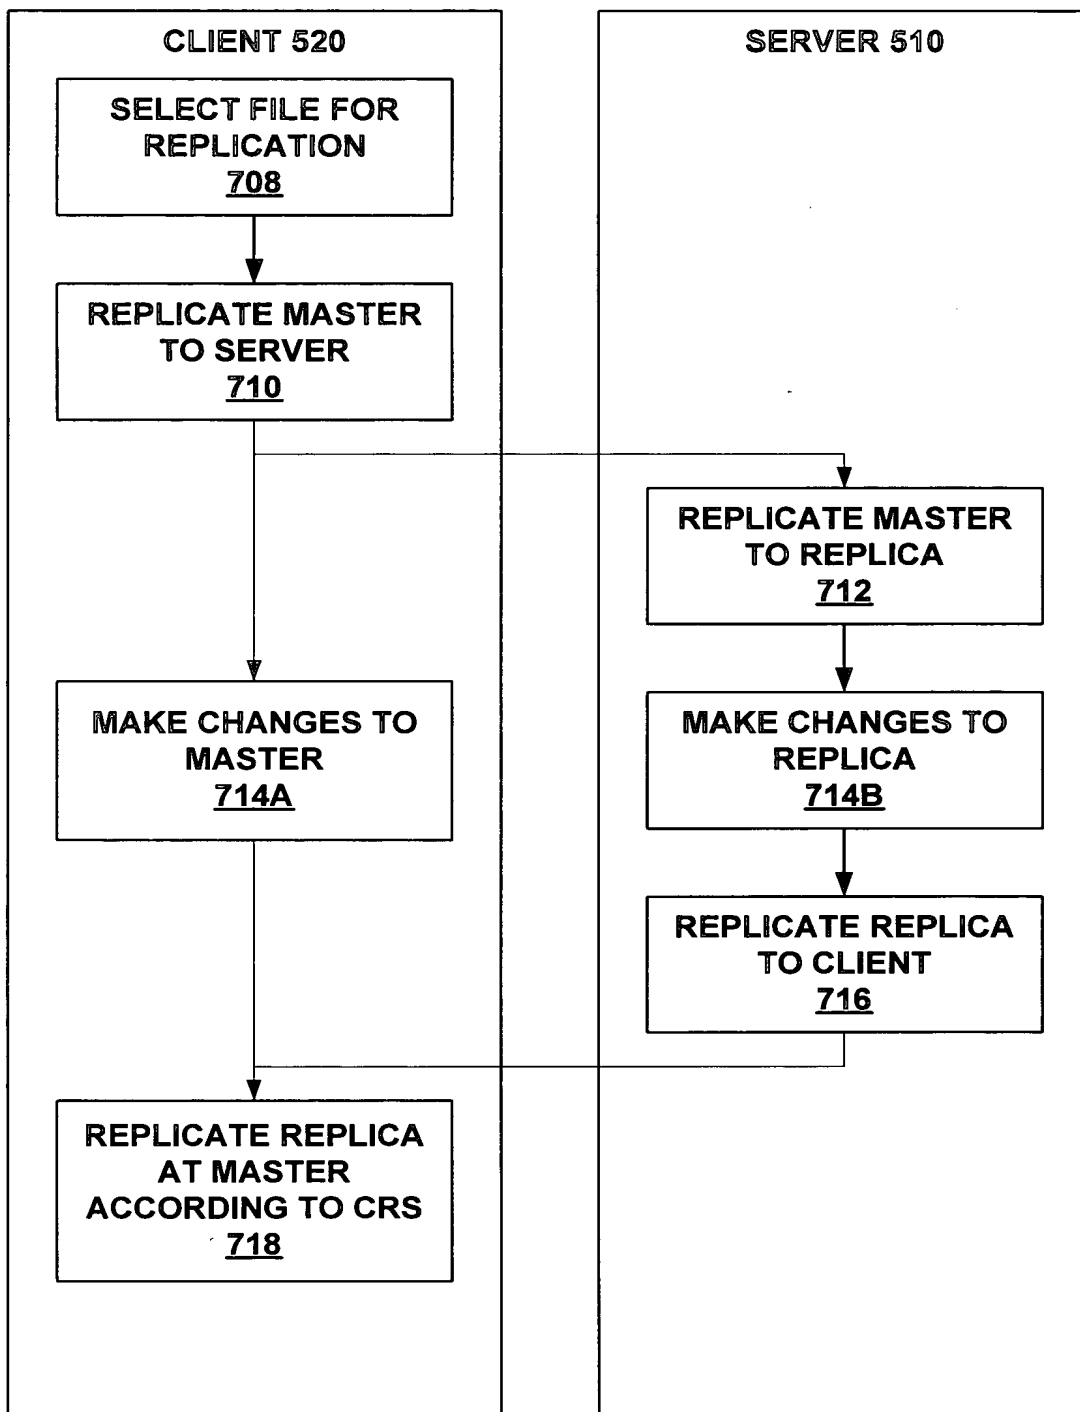 CLIENT 520
SELECT FILE FOR
REPLICATION
708
REPLICATE MASTER
TO SERVER
710
MAKE CHANGES TO
MASTER
714A
REPLICATE REPLICA
AT MASTER
ACCORDING TO CRS
718
SERVER 510
REPLICATE MASTER
TO REPLICA
712
MAKE CHANGES TO
REPLICA
714B
REPLICATE REPLICA
TO CLIENT
716